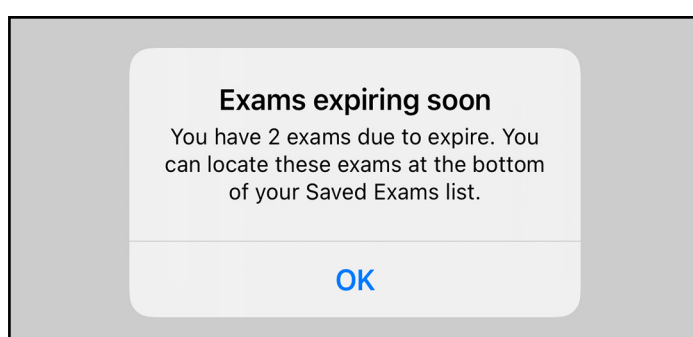 Exams expiring soon
You have 2 exams due to expire. You
can locate these exams at the bottom
of your Saved Exams list.
OK